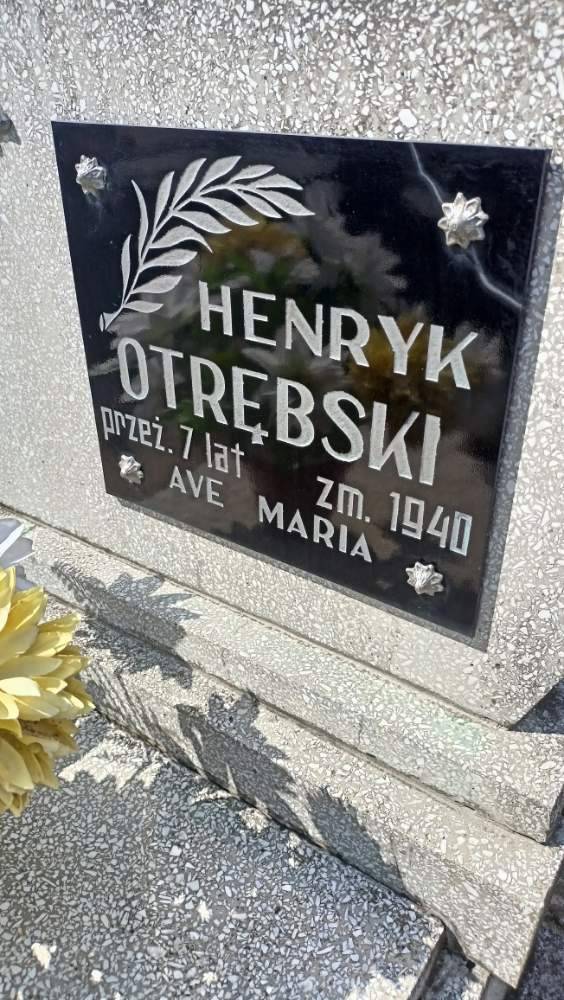 HENRYK
OTRĘBSKI
przeż. 7 lat zm. 1940
AVE MARIA